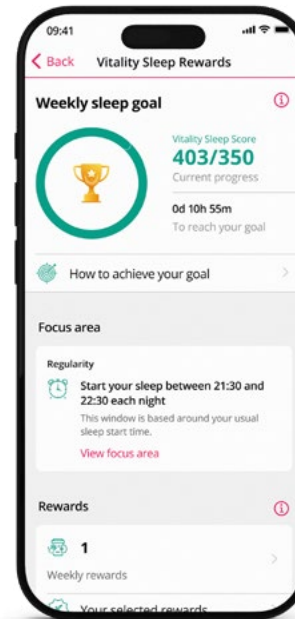 09:41
Back
Vitality Sleep Rewards
Weekly sleep goal
Vitality Sleep Score
403/350
Current progress
0d 10h 55m
To reach your goal
How to achieve your goal
Focus area
Regularity
Start your sleep between 21:30 and
22:30 each night
This window is based around your usual
sleep start time.
View focus area
Rewards
1
Weekly rewards
Your selected rewards